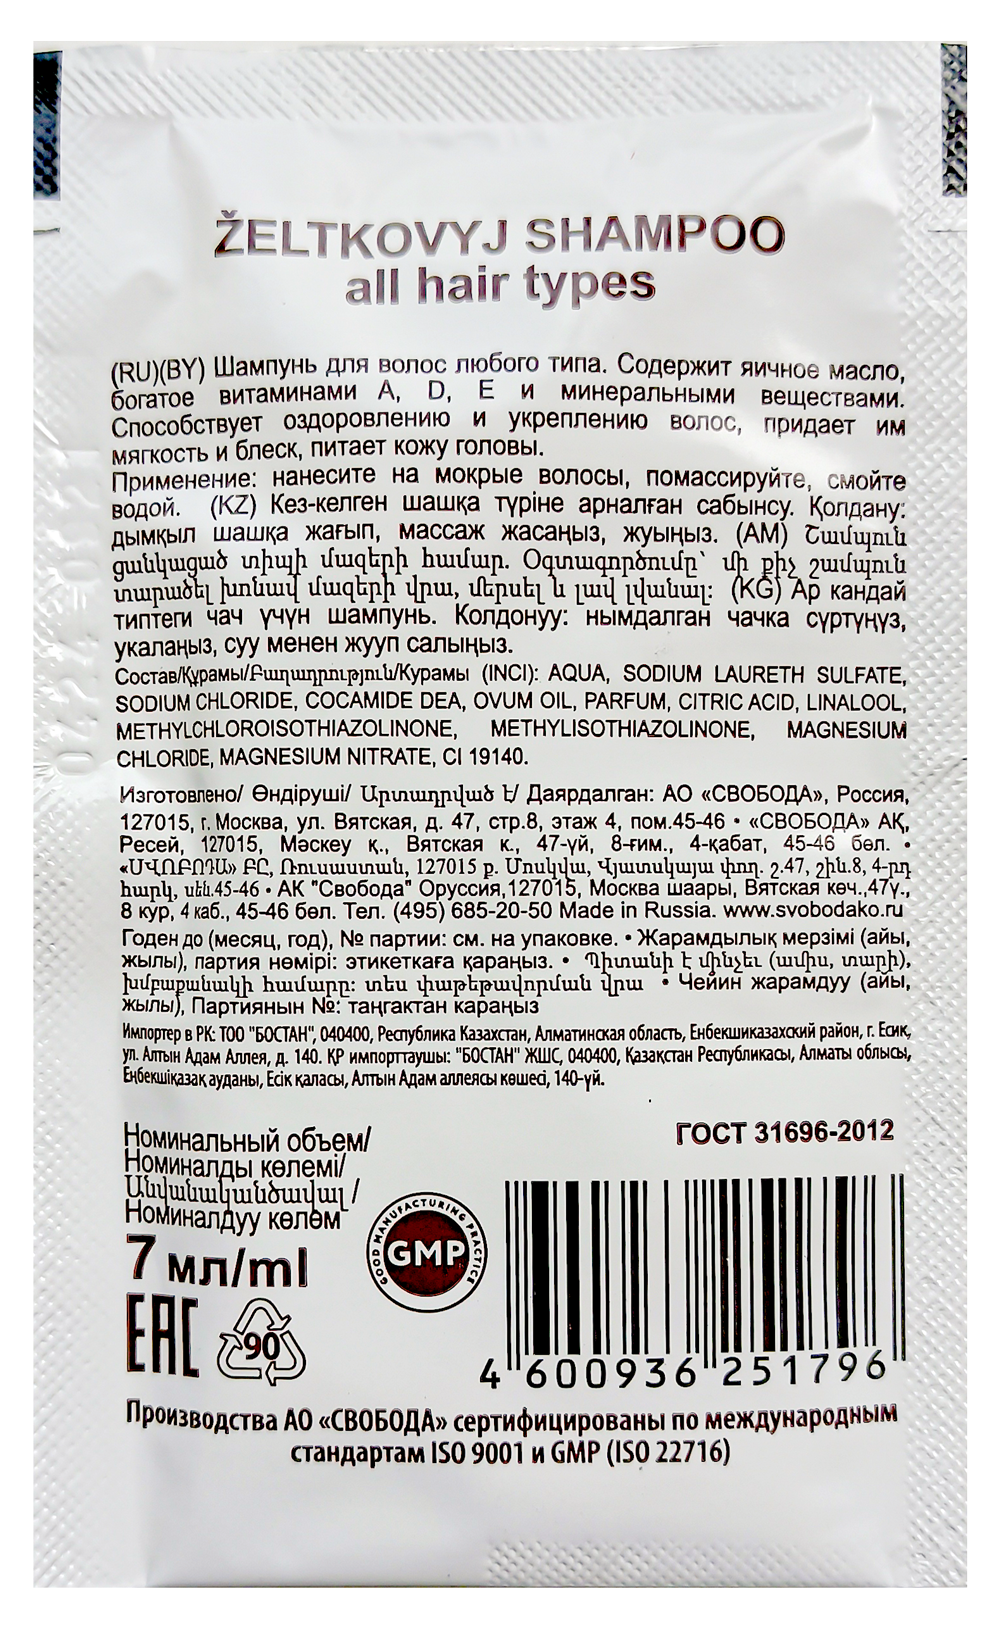 ŽELTKOVYJ SHAMPOO
all hair types
(RU)(BY) Шампунь для волос любого типа. Содержит яичное масло,
богатое витаминами A, D, E и минеральными веществами.
Способствует оздоровлению и укреплению волос, придает им
мягкость и блеск, питает кожу головы.
Применение: нанесите на мокрые волосы, помассируйте, смойте
водой. (KZ) Кез-келген шашқа түріне арналған сабынсу. Қолдану:
дымқыл шашқа жағып, массаж жасаңыз, жуыңыз. (AM) Շամպուն
ցանկացած տիպի մազերի համար. Օգտագործումը՝ մի քիչ շամպուն
տարածել խոնավ մազերի վրա, մերսել և լավ լվանալ: (KG) Ар кандай
типтеги чач үчүн шампунь. Колдонуу: нымдалган чачка сүртүңүз,
укалаңыз, суу менен жууп салыңыз.
Состав/Құрамы/Բաղադրություն/Курамы (INCI): AQUA, SODIUM LAURETH SULFATE,
SODIUM CHLORIDE, COCAMIDE DEA, OVUM OIL, PARFUM, CITRIC ACID, LINALOOL,
METHYLCHLOROISOTHIAZOLINONE, METHYLISOTHIAZOLINONE, MAGNESIUM
CHLORIDE, MAGNESIUM NITRATE, CI 19140.
Изготовлено/ Өндіруші/ Արտադրված է/ Даярдалган: АО «СВОБОДА», Россия,
127015, г. Москва, ул. Вятская, д. 47, стр.8, этаж 4, пом.45-46 • «СВОБОДА» АҚ,
Ресей, 127015, Мәскеу қ., Вятская к., 47-үй, 8-ғим., 4-қабат, 45-46 бөл. •
«ՍՎՈԲՈԴԱ» ԲԸ, Ռուսաստան, 127015 ք. Մոսկվա, Վյատսկայա փող. շ.47, շին.8, 4-րդ
հարկ, սեն.45-46 • АК "Свобода" Оруссия,127015, Москва шаары, Вятская көч.,47ү.,
8 кур, 4 каб., 45-46 бөл. Тел. (495) 685-20-50 Made in Russia. www.svobodako.ru
Годен до (месяц, год), № партии: см. на упаковке. • Жарамдылық мерзімі (айы,
жылы), партия нөмірі: этикеткаға қараңыз. • Պիտանի է մինչեւ (ամիս, տարի),
խմբաքանակի համարը: տես փաթեթավորման վրա • Чейин жарамдуу (айы,
жылы), Партиянын №: таңгактан караңыз
Импортер в РК: ТОО "БОСТАН", 040400, Республика Казахстан, Алматинская область, Енбекшиказахский район, г. Есик,
ул. Алтын Адам Аллея, д. 140. ҚР импорттаушы: "БОСТАН" ЖШС, 040400, Қазақстан Республикасы, Алматы облысы,
Еңбекшіқазақ ауданы, Есік қаласы, Алтын Адам аллеясы көшесі, 140-үй.
ГОСТ 31696-2012
Номинальный объем/
Номиналды көлемі/
Անվանականծավալ /
Номиналдуу көлөм
7 мл/ml
GOOD MANUFACTURING PRACTICE
GMP
EAC
90
4 600936 251796
Производства АО «СВОБОДА» сертифицированы по международным
стандартам ISO 9001 и GMP (ISO 22716)